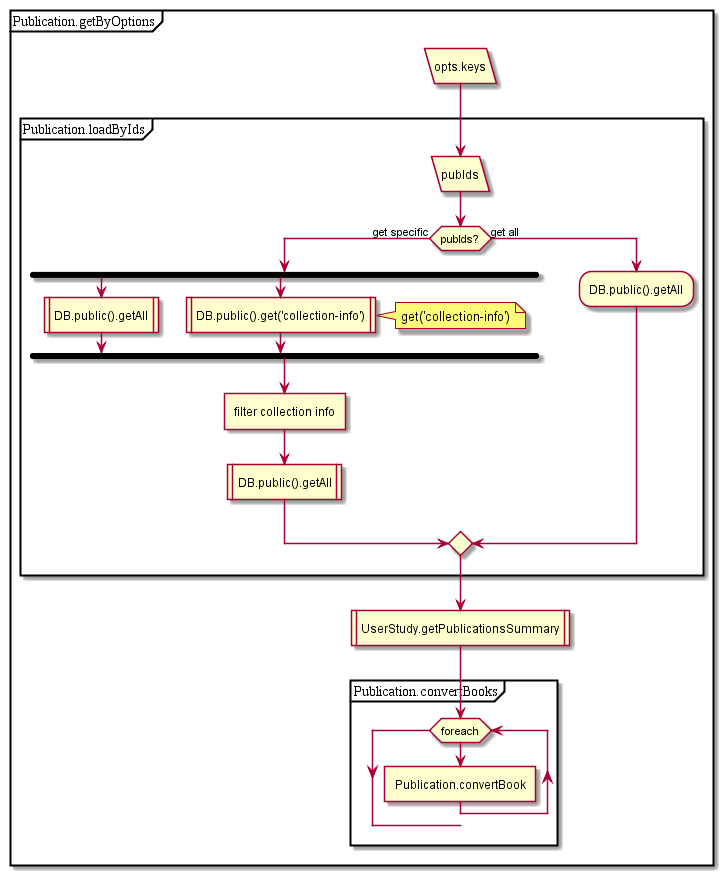 Publication.getByOptions
opts.keys
Publication.loadByIds
pubIds
get specific
pubIds?
get all
DB.public().getAll
DB.public().get('collection-info')
get('collection-info')
DB.public().getAll
filter collection info
DB.public().getAll
UserStudy.getPublicationsSummary
Publication.convertBooks
foreach
Publication.convertBook